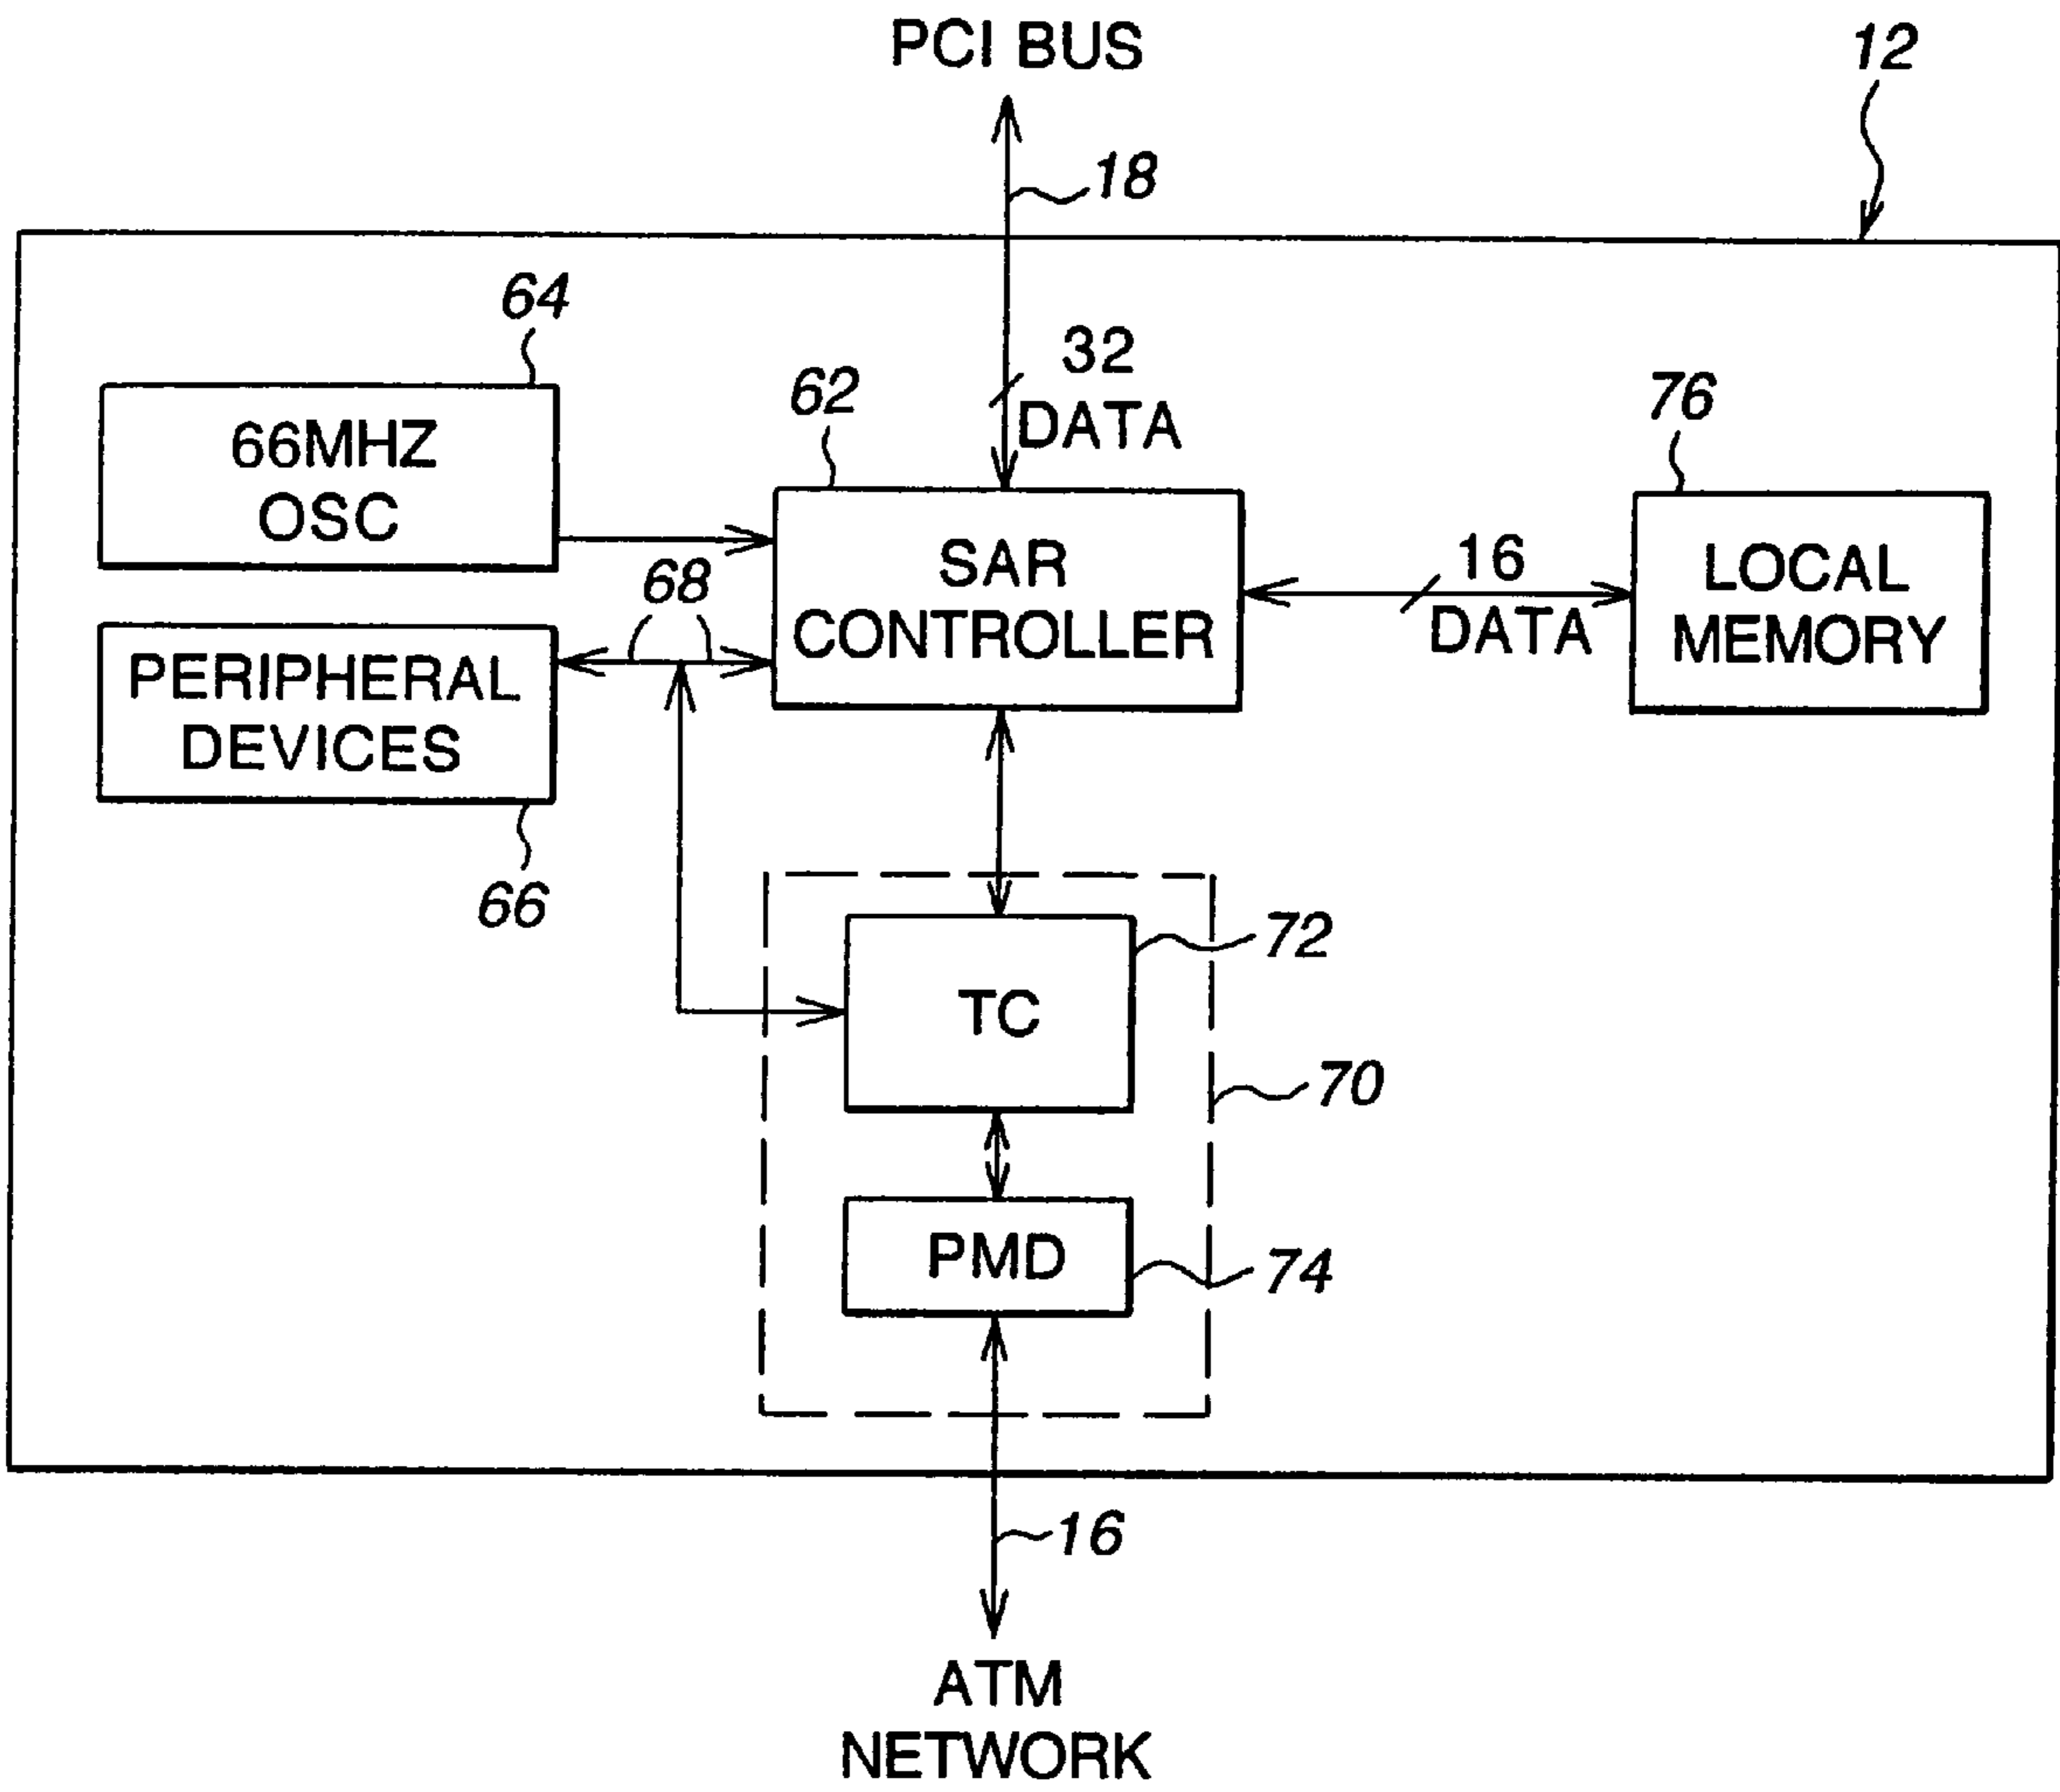 PCI BUS
12
18
64
32
DATA
62
76
66MHZ
OSC
SAR
CONTROLLER
16
DATA
LOCAL
MEMORY
68
PERIPHERAL
DEVICES
66
72
TC
70
PMD
74
16
ATM
NETWORK